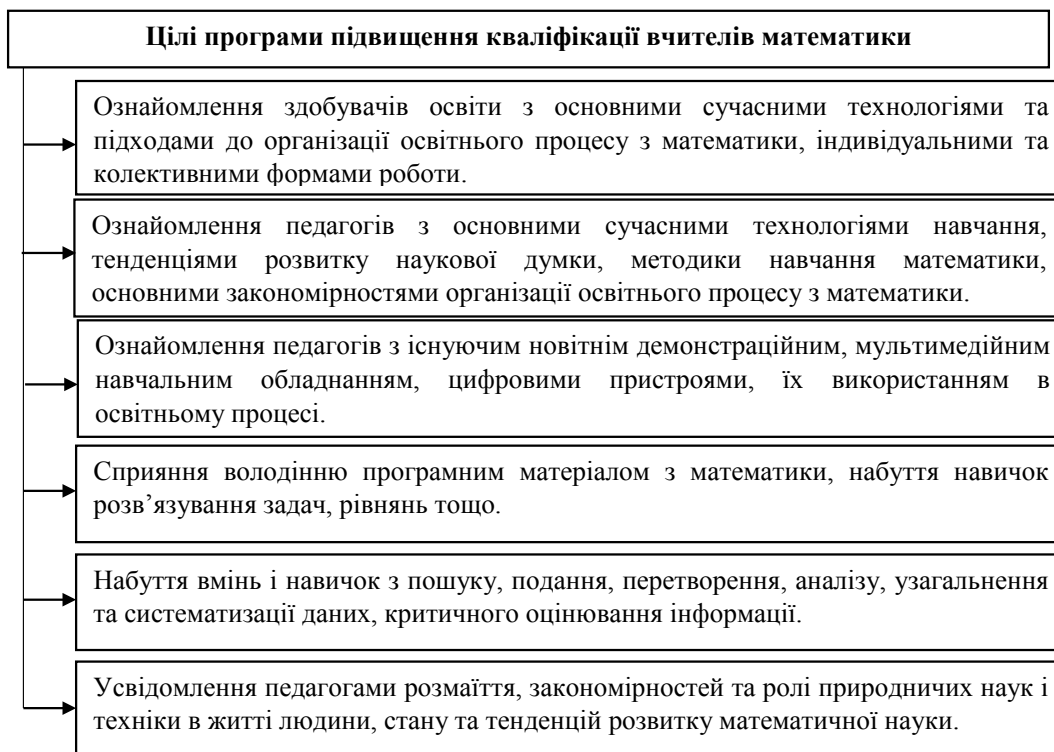 Цілі програми підвищення кваліфікації вчителів математики
Ознайомлення здобувачів освіти з основними сучасними технологіями та
підходами до організації освітнього процесу з математики, індивідуальними та
колективними формами роботи.
Ознайомлення педагогів з основними сучасними технологіями навчання,
тенденціями розвитку наукової думки, методики навчання математики,
основними закономірностями організації освітнього процесу з математики.
Ознайомлення педагогів з існуючим новітнім демонстраційним, мультимедійним
навчальним обладнанням, цифровими пристроями, їх використанням в
освітньому процесі.
Сприяння володінню програмним матеріалом з математики, набуття навичок
розв’язування задач, рівнянь тощо.
Набуття вмінь і навичок з пошуку, подання, перетворення, аналізу, узагальнення
та систематизації даних, критичного оцінювання інформації.
Усвідомлення педагогами розмаїття, закономірностей та ролі природничих наук і
техніки в житті людини, стану та тенденцій розвитку математичної науки.